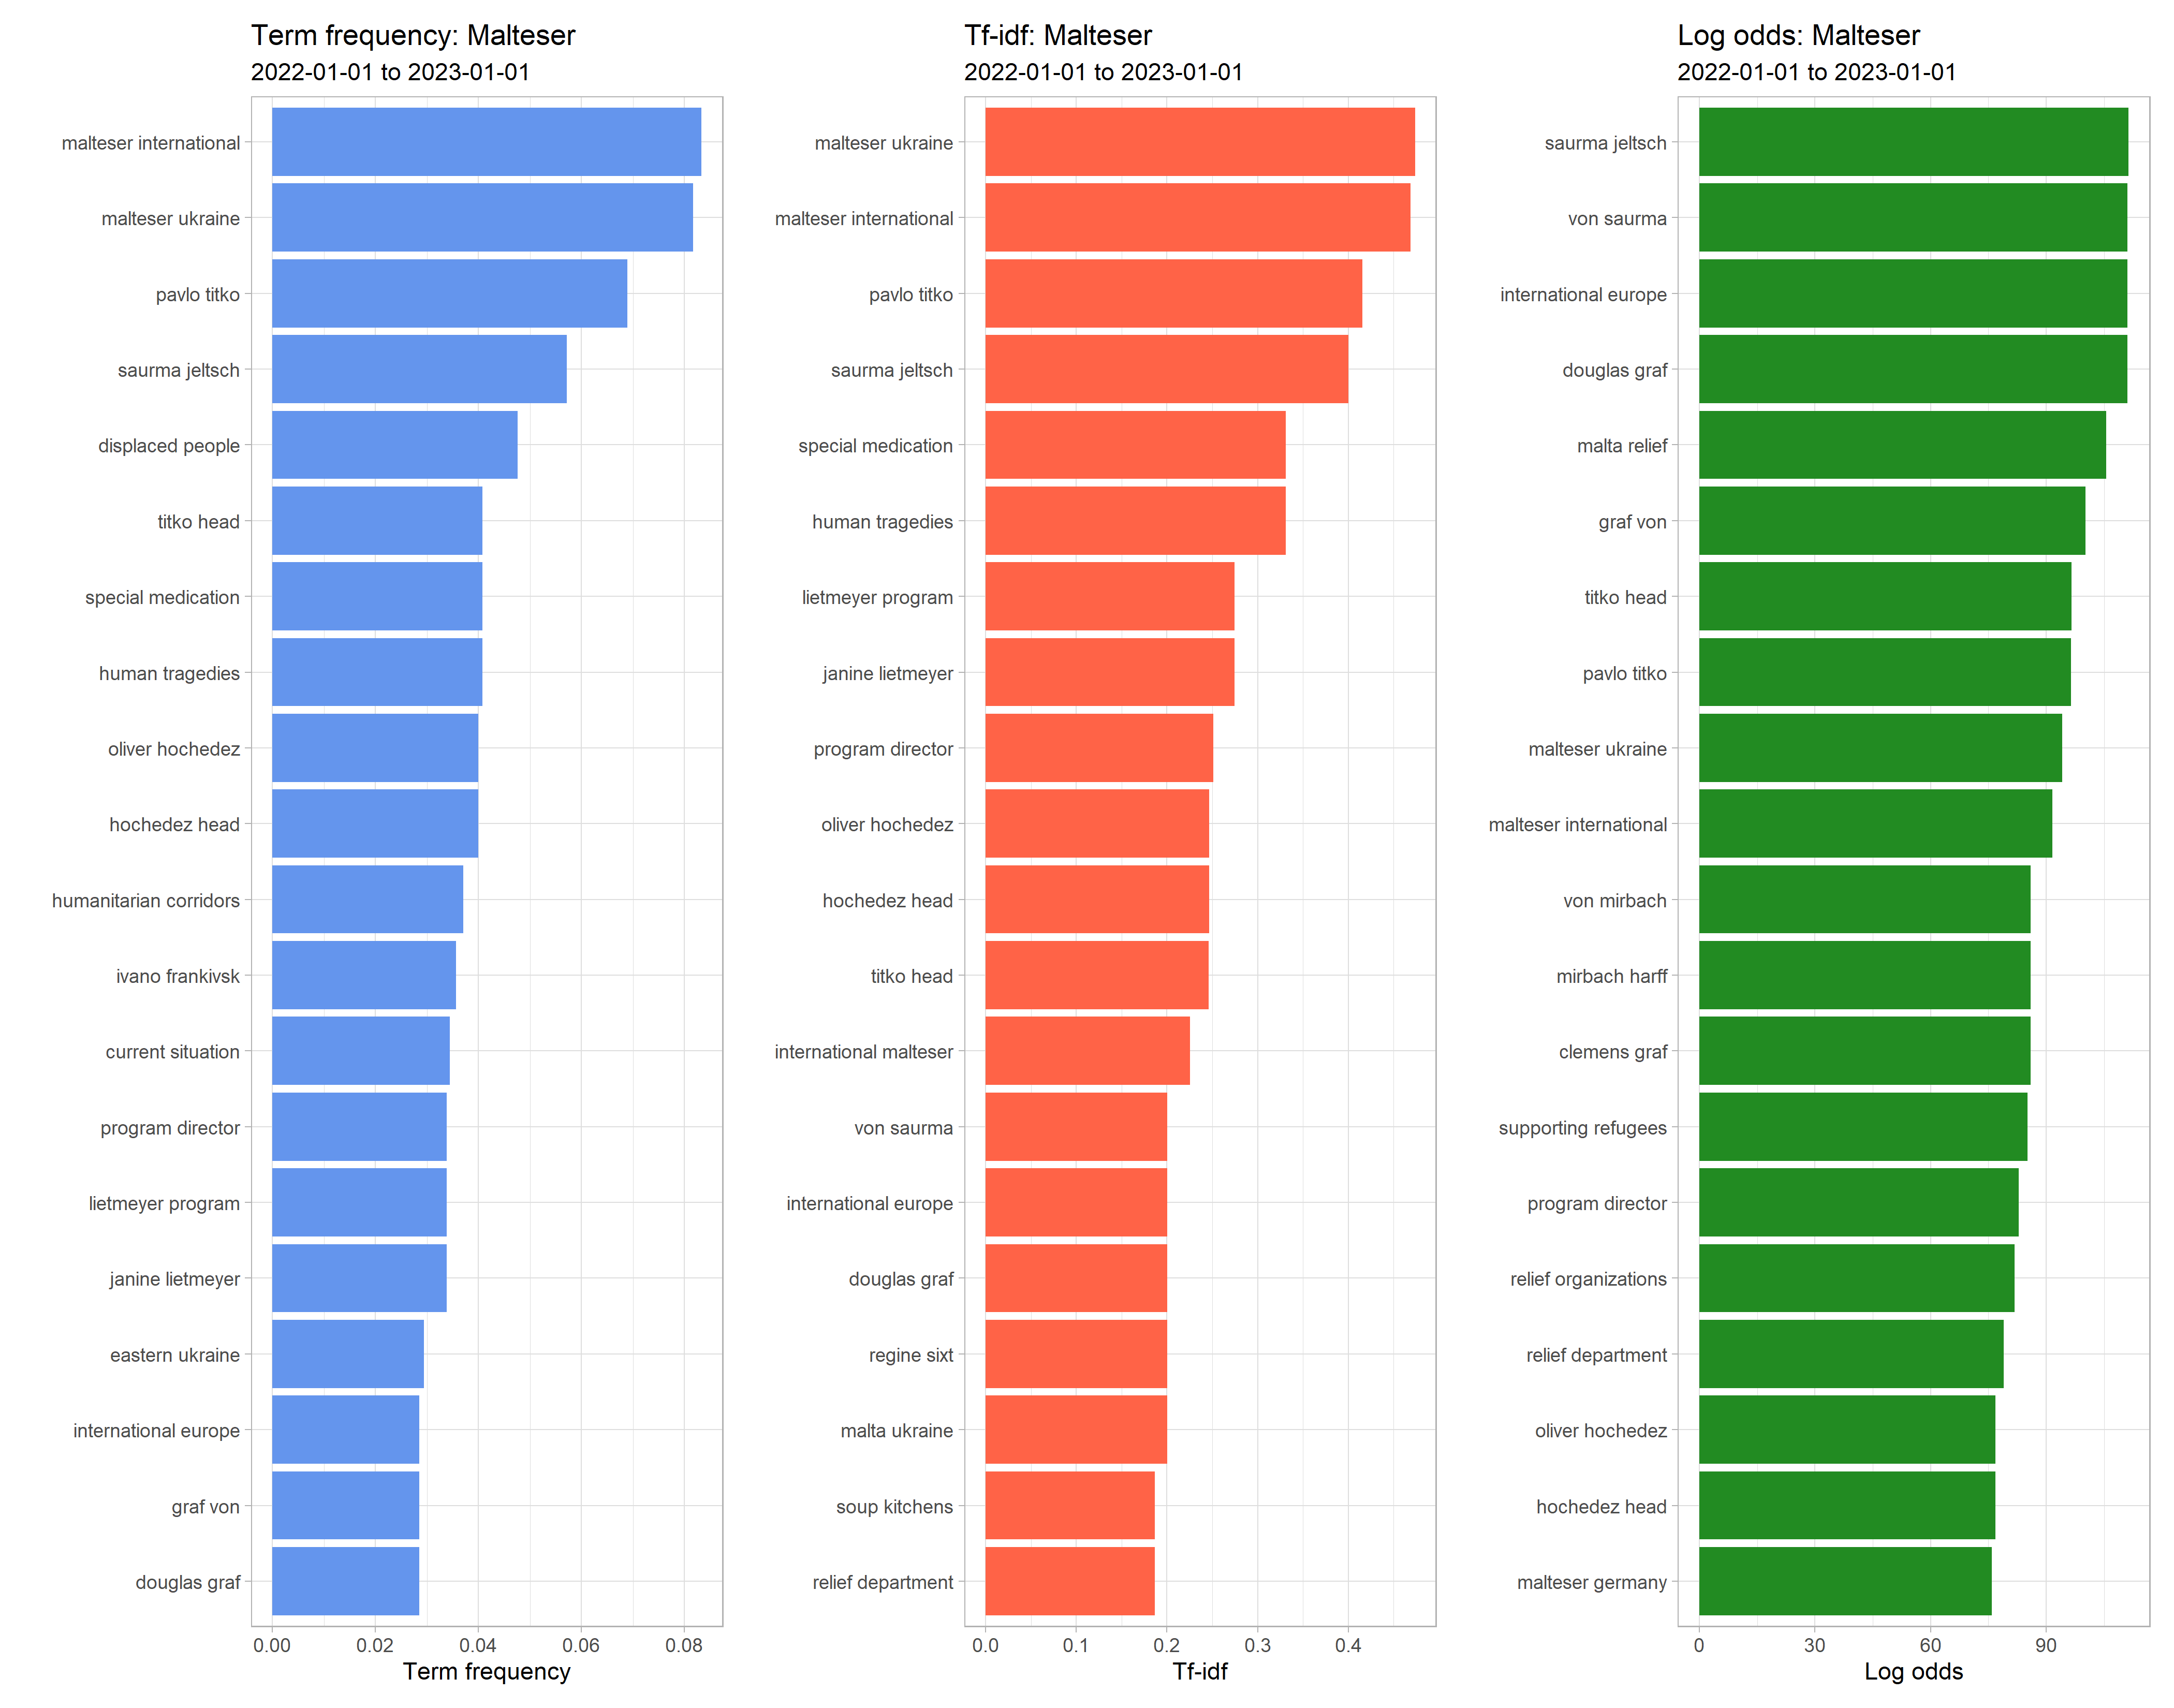 Term frequency: Malteser
2022-01-01 to 2023-01-01
malteser international
malteser ukraine
pavlo titko
saurma jeltsch
displaced people
titko head
special medication
human tragedies
oliver hochedez
hochedez head
humanitarian corridors
ivano frankivsk
current situation
program director
lietmeyer program
janine lietmeyer
eastern ukraine
international europe
graf von
douglas graf
0.00 0.02 0.04 0.06 0.08
Term frequency
Tf-idf: Malteser
2022-01-01 to 2023-01-01
malteser ukraine
malteser international
pavlo titko
saurma jeltsch
special medication
human tragedies
lietmeyer program
janine lietmeyer
program director
oliver hochedez
hochedez head
titko head
international malteser
von saurma
international europe
douglas graf
regine sixt
malta ukraine
soup kitchens
relief department
0.0 0.1 0.2 0.3 0.4
Tf-idf
Log odds: Malteser
2022-01-01 to 2023-01-01
saurma jeltsch
von saurma
international europe
douglas graf
malta relief
graf von
titko head
pavlo titko
malteser ukraine
malteser international
von mirbach
mirbach harff
clemens graf
supporting refugees
program director
relief organizations
relief department
oliver hochedez
hochedez head
malteser germany
0 30 60 90
Log odds